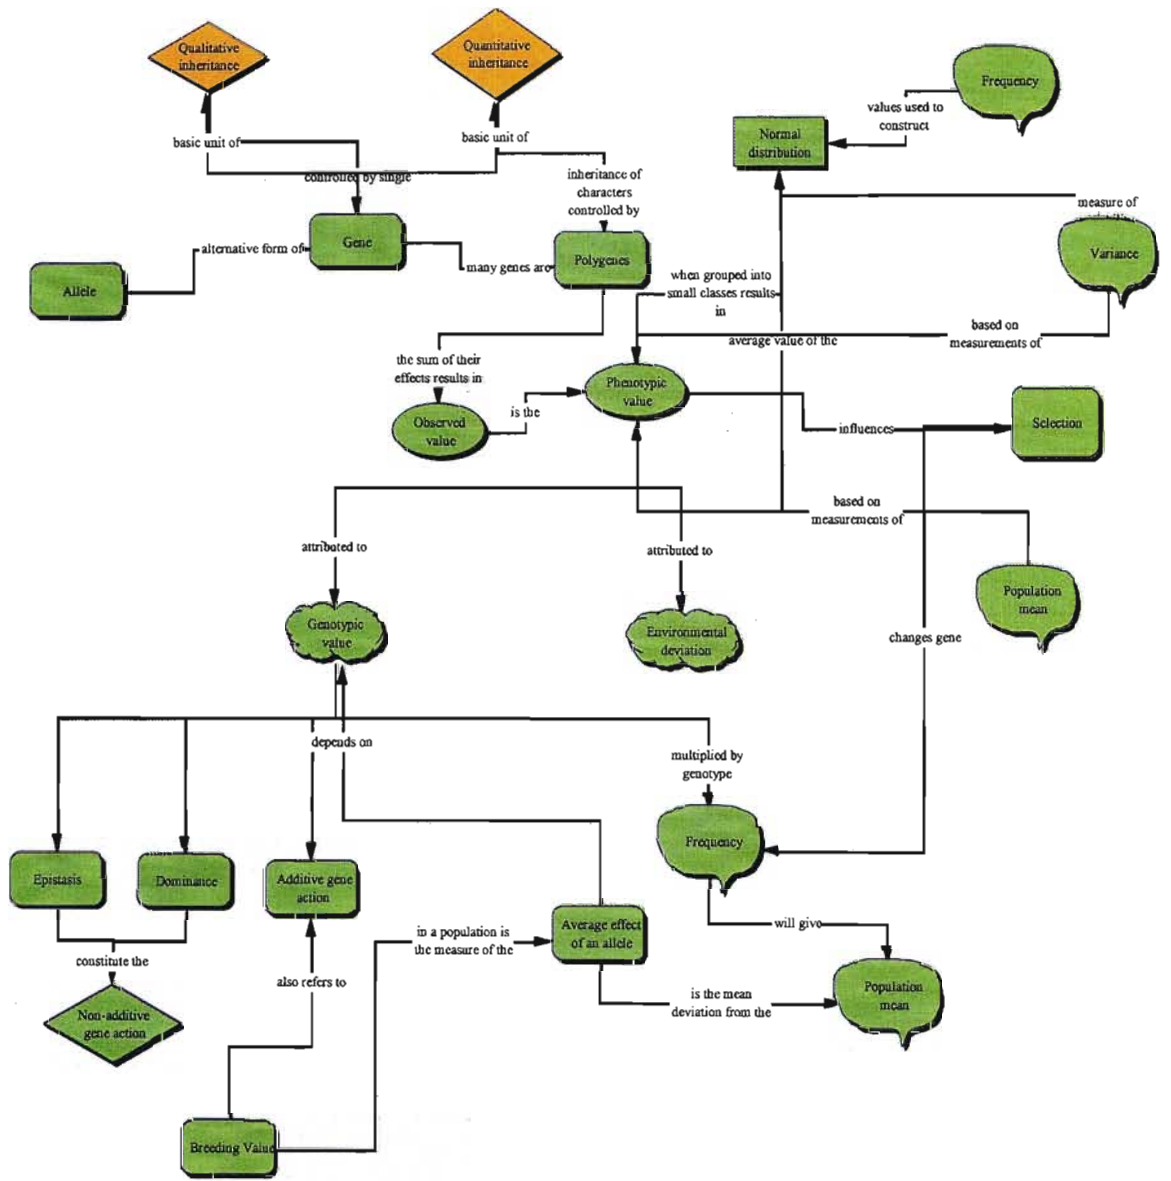 Qualitative
inheritance
Quantitative
inheritance
Frequency
values used to
construct
Normal
distribution
basic unit of
basic unit of
controlled by single
inheritance of
characters
controlled by
measure of
Gene
alternative form of
Allele
many genes are
Polygenes
Variance
when grouped into
small classes results
in
based on
measurements of
average value of the
the sum of their
effects results in
Phenotypic
value
is the
Observed
value
influences
Selection
based on
measurements of
attributed to
attributed to
Population
mean
Genotypic
value
Environmental
deviation
changes gene
depends on
multiplied by
genotype
Frequency
Epistasis
Dominance
Additive gene
action
Average effect
of an allele
in a population is
the measure of the
will give
constitute the
also refers to
Population
mean
is the mean
deviation from the
Non-additive
gene action
Breeding Value